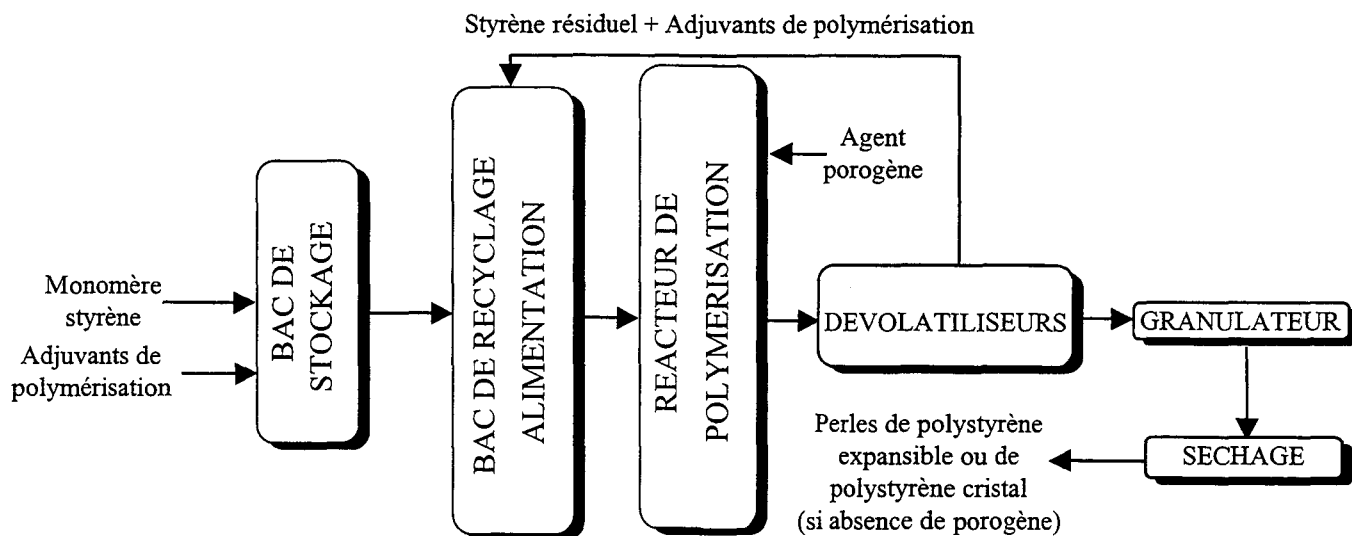 Styrène résiduel + Adjuvants de polymérisation
Monomère
styrène
Adjuvants de
polymérisation
BAC DE
STOCKAGE
BAC DE RECYCLAGE
ALIMENTATION
REACTEUR DE
POLYMERISATION
Agent
porogène
DEVOLATILISEURS
GRANULATEUR
SECHAGE
Perles de polystyrène
expansible ou de
polystyrène cristal
(si absence de porogène)